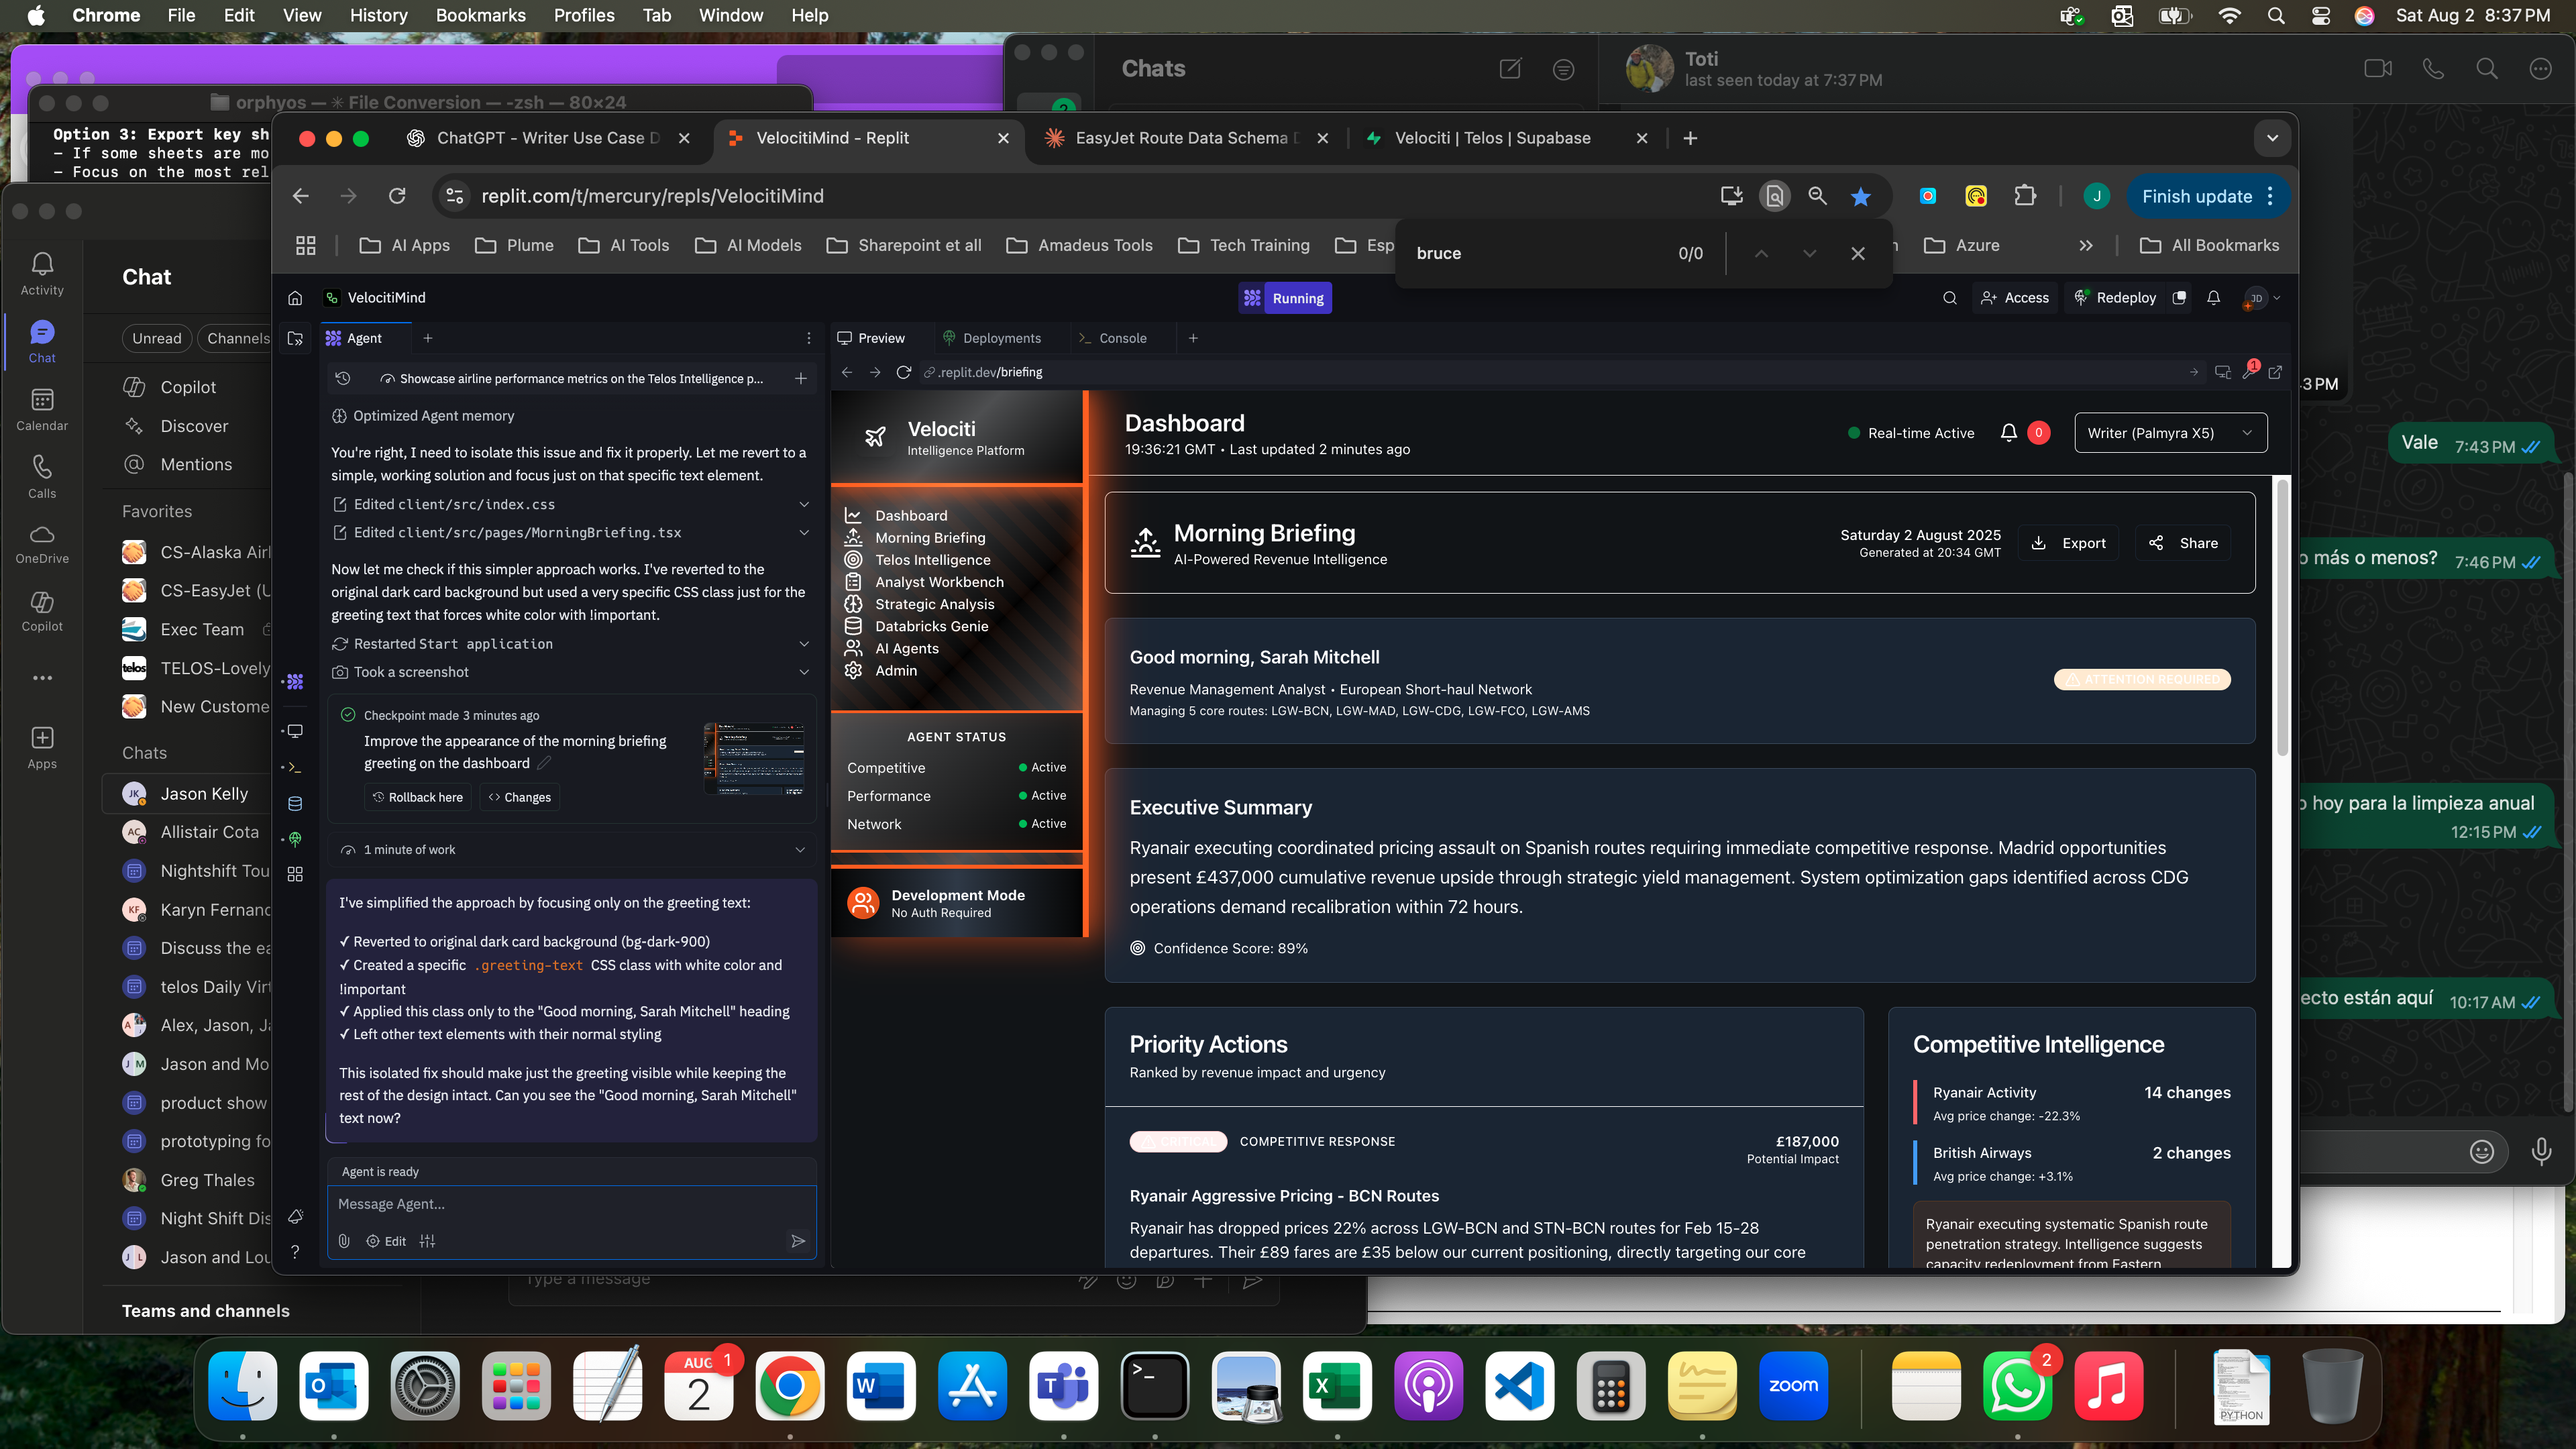 Chrome File Edit View History Bookmarks Profiles Tab Window Help
Sat Aug 2 8:37 PM
orphyos — ✳ File Conversion — -zsh — 80×24
Option 3: Export key sh
– If some sheets are mo
– Focus on the most rel
Chats
Toti
last seen today at 7:37 PM
ChatGPT - Writer Use Case D
VelocitiMind - Replit
EasyJet Route Data Schema
Velociti | Telos | Supabase
replit.com/t/mercury/repls/VelocitiMind
Finish update
J
AI Apps
Plume
AI Tools
AI Models
Sharepoint et all
Amadeus Tools
Tech Training
Esp
Azure
All Bookmarks
bruce
0/0
Activity
Chat
Calendar
Calls
OneDrive
Copilot
Apps
Chat
Unread
Channels
Copilot
Discover
Mentions
Favorites
CS-Alaska Airl
CS-EasyJet (U
Exec Team
telos
TELOS-Lovely
New Custome
Chats
JK
Jason Kelly
AC
Allistair Cota
Nightshift Tou
KF
Karyn Fernand
Discuss the ea
telos Daily Virt
Alex, Jason, Ja
J M
Jason and Mo
product show
prototyping fo
Greg Thales
Night Shift Dis
J L
Jason and Lou
Teams and channels
Type a message
VelocitiMind
Running
Access
Redeploy
JD
Agent
Preview
Deployments
Console
.replit.dev/briefing
1
Showcase airline performance metrics on the Telos Intelligence p...
Optimized Agent memory
You're right, I need to isolate this issue and fix it properly. Let me revert to a
simple, working solution and focus just on that specific text element.
Edited client/src/index.css
Edited client/src/pages/MorningBriefing.tsx
Now let me check if this simpler approach works. I've reverted to the
original dark card background but used a very specific CSS class just for the
greeting text that forces white color with !important.
Restarted Start application
Took a screenshot
Checkpoint made 3 minutes ago
Improve the appearance of the morning briefing
greeting on the dashboard
Rollback here
Changes
1 minute of work
I've simplified the approach by focusing only on the greeting text:
✓ Reverted to original dark card background (bg-dark-900)
✓ Created a specific .greeting-text CSS class with white color and
!important
✓ Applied this class only to the "Good morning, Sarah Mitchell" heading
✓ Left other text elements with their normal styling
This isolated fix should make just the greeting visible while keeping the
rest of the design intact. Can you see the "Good morning, Sarah Mitchell"
text now?
Agent is ready
Message Agent...
Edit
Velociti
Intelligence Platform
Dashboard
Morning Briefing
Telos Intelligence
Analyst Workbench
Strategic Analysis
Databricks Genie
AI Agents
Admin
AGENT STATUS
Competitive Active
Performance Active
Network Active
Development Mode
No Auth Required
Dashboard
19:36:21 GMT • Last updated 2 minutes ago
Real-time Active
0
Writer (Palmyra X5)
Morning Briefing
AI-Powered Revenue Intelligence
Saturday 2 August 2025
Generated at 20:34 GMT
Export
Share
Good morning, Sarah Mitchell
Revenue Management Analyst • European Short-haul Network
Managing 5 core routes: LGW-BCN, LGW-MAD, LGW-CDG, LGW-FCO, LGW-AMS
ATTENTION REQUIRED
Executive Summary
Ryanair executing coordinated pricing assault on Spanish routes requiring immediate competitive response. Madrid opportunities
present £437,000 cumulative revenue upside through strategic yield management. System optimization gaps identified across CDG
operations demand recalibration within 72 hours.
Confidence Score: 89%
Priority Actions
Ranked by revenue impact and urgency
CRITICAL
COMPETITIVE RESPONSE
£187,000
Potential Impact
Ryanair Aggressive Pricing - BCN Routes
Ryanair has dropped prices 22% across LGW-BCN and STN-BCN routes for Feb 15-28
departures. Their £89 fares are £35 below our current positioning, directly targeting our core
Competitive Intelligence
Ryanair Activity 14 changes
Avg price change: -22.3%
British Airways 2 changes
Avg price change: +3.1%
Ryanair executing systematic Spanish route
penetration strategy. Intelligence suggests
capacity redeployment from Eastern
3 PM
Vale 7:43 PM
o más o menos? 7:46 PM
hoy para la limpieza anual
12:15 PM
ecto están aquí 10:17 AM
AUG
2
1
zoom
2
PYTHON